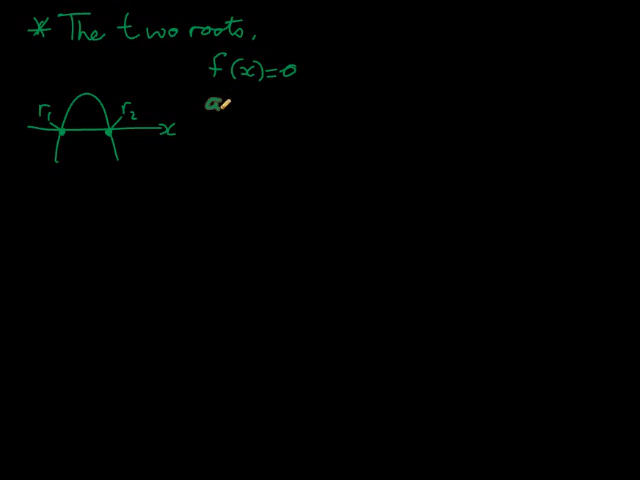 * The two roots.
f(x)=0
r₁ r₂
x
a